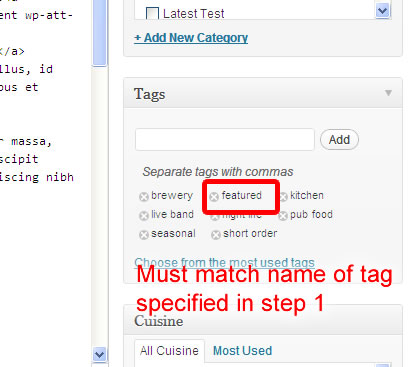 ent wp-att-
</a>
llus, id
ous et
r massa,
scipit
iscing nibh
Latest Test
+ Add New Category
Tags
Add
Separate tags with commas
brewery featured kitchen
live band night life pub food
seasonal short order
Choose from the most used tags
Must match name of tag
specified in step 1
Cuisine
All Cuisine Most Used